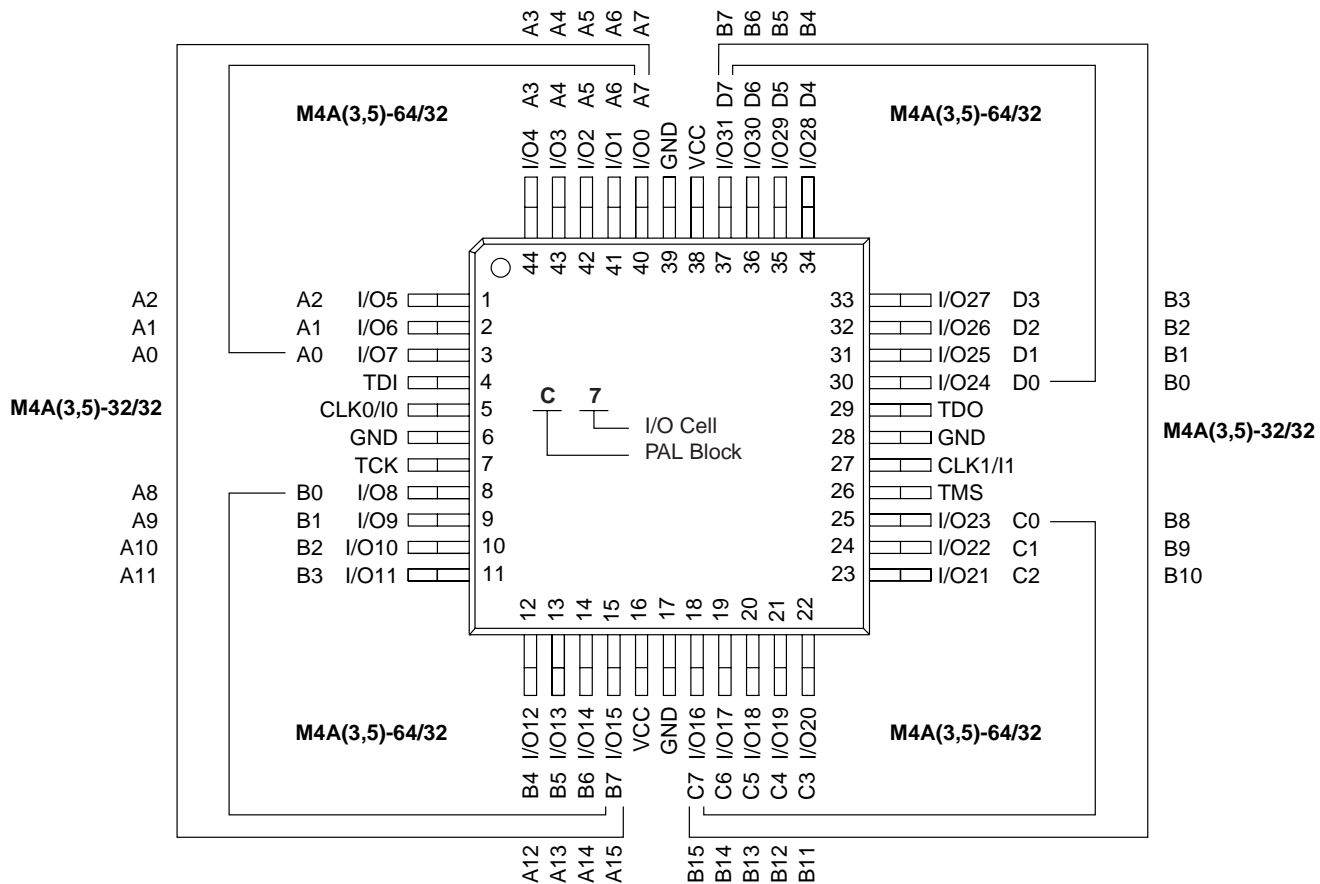 A3 A4 A5 A6 A7 B7 B6 B5 B4
A3 A4 A5 A6 A7 D7 D6 D5 D4
M4A(3,5)-64/32 M4A(3,5)-64/32
I/O4 I/O3 I/O2 I/O1 I/O0 GND VCC I/O31 I/O30 I/O29 I/O28
44 43 42 41 40 39 38 37 36 35 34
A2 A2 I/O5 1 33 I/O27 D3 B3
A1 A1 I/O6 2 32 I/O26 D2 B2
A0 A0 I/O7 3 31 I/O25 D1 B1
TDI 4 30 I/O24 D0 B0
M4A(3,5)-32/32 CLK0/I0 5 C 7 29 TDO
I/O Cell
GND 6 28 GND M4A(3,5)-32/32
PAL Block
TCK 7 27 CLK1/I1
A8 B0 I/O8 8 26 TMS
A9 B1 I/O9 9 25 I/O23 C0 B8
A10 B2 I/O10 10 24 I/O22 C1 B9
A11 B3 I/O11 11 23 I/O21 C2 B10
12 13 14 15 16 17 18 19 20 21 22
I/O12 I/O13 I/O14 I/O15 VCC GND I/O16 I/O17 I/O18 I/O19 I/O20
M4A(3,5)-64/32 M4A(3,5)-64/32
B4 B5 B6 B7 C7 C6 C5 C4 C3
A12 A13 A14 A15 B15 B14 B13 B12 B11